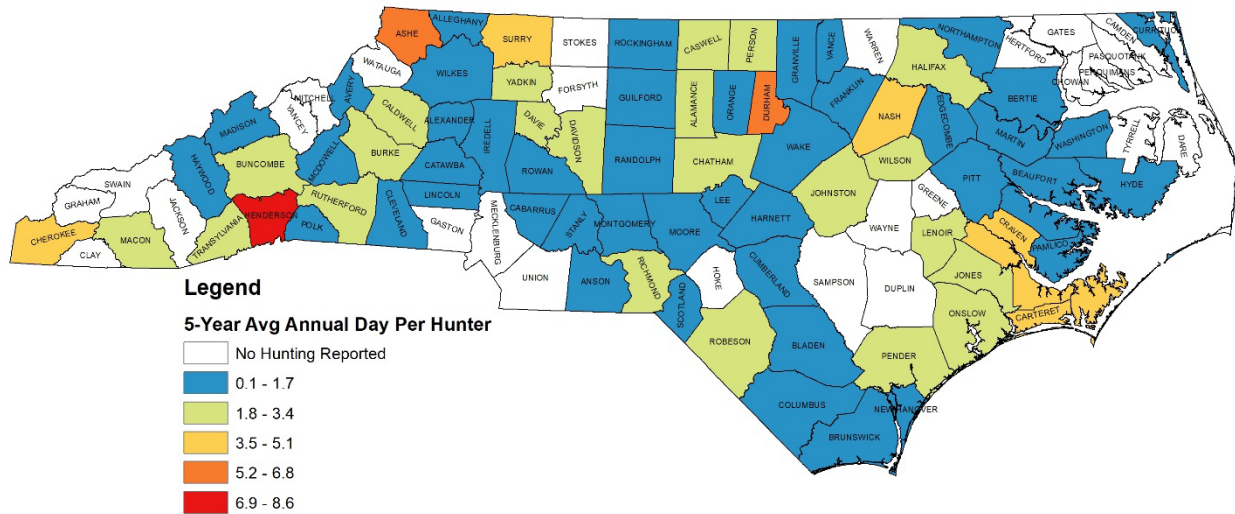 ASHE
ALLEGHANY
SURRY
STOKES
ROCKINGHAM
CASWELL
PERSON
GRANVILLE
VANCE
WARREN
NORTHAMPTON
HERTFORD
GATES
CAMDEN
CURRITUCK
PASQUOTANK
PERQUIMANS
CHOWAN
WATAUGA
WILKES
YADKIN
FORSYTH
GUILFORD
ALAMANCE
ORANGE
DURHAM
FRANKLIN
HALIFAX
BERTIE
MITCHELL
AVERY
YANCEY
CALDWELL
ALEXANDER
IREDELL
DAVIE
DAVIDSON
RANDOLPH
CHATHAM
WAKE
NASH
EDGECOMBE
MARTIN
WASHINGTON
TYRRELL
DARE
MADISON
BUNCOMBE
MCDOWELL
BURKE
CATAWBA
ROWAN
WILSON
PITT
BEAUFORT
HYDE
HAYWOOD
SWAIN
GRAHAM
JACKSON
RUTHERFORD
LINCOLN
CLEVELAND
CABARRUS
STANLY
MONTGOMERY
MOORE
LEE
HARNETT
JOHNSTON
GREENE
WAYNE
LENOIR
CRAVEN
PAMLICO
CHEROKEE
CLAY
MACON
TRANSYLVANIA
HENDERSON
POLK
GASTON
MECKLENBURG
UNION
ANSON
RICHMOND
SCOTLAND
HOKE
CUMBERLAND
SAMPSON
DUPLIN
JONES
ONSLOW
CARTERET
ROBESON
BLADEN
PENDER
COLUMBUS
BRUNSWICK
NEW HANOVER
Legend
5-Year Avg Annual Day Per Hunter
No Hunting Reported
0.1 - 1.7
1.8 - 3.4
3.5 - 5.1
5.2 - 6.8
6.9 - 8.6